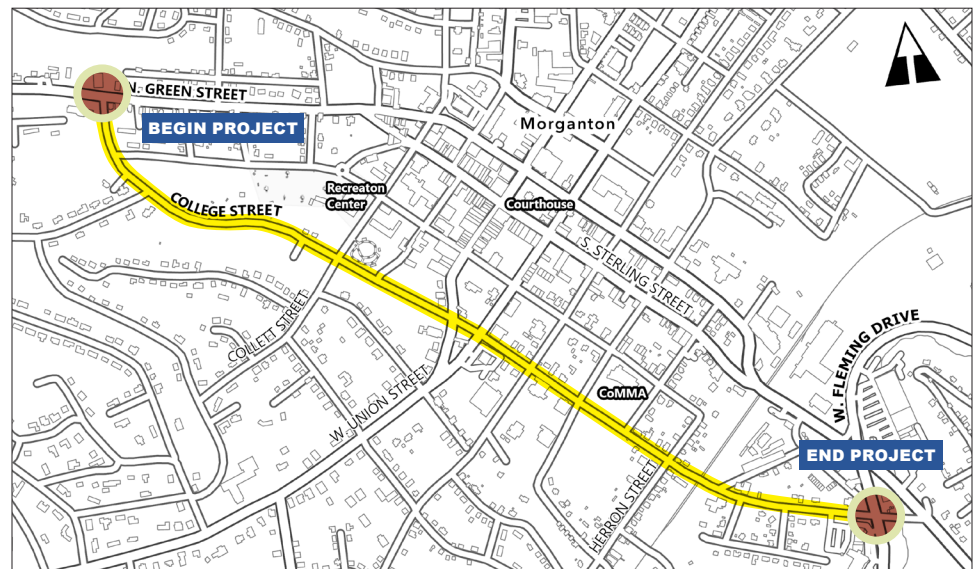 N. GREEN STREET
BEGIN PROJECT
Morganton
Recreaton
Center
Courthouse
COLLEGE STREET
S. STERLING STREET
COLLETT STREET
W. FLEMING DRIVE
W. UNION STREET
CoMMA
END PROJECT
HERRON STREET